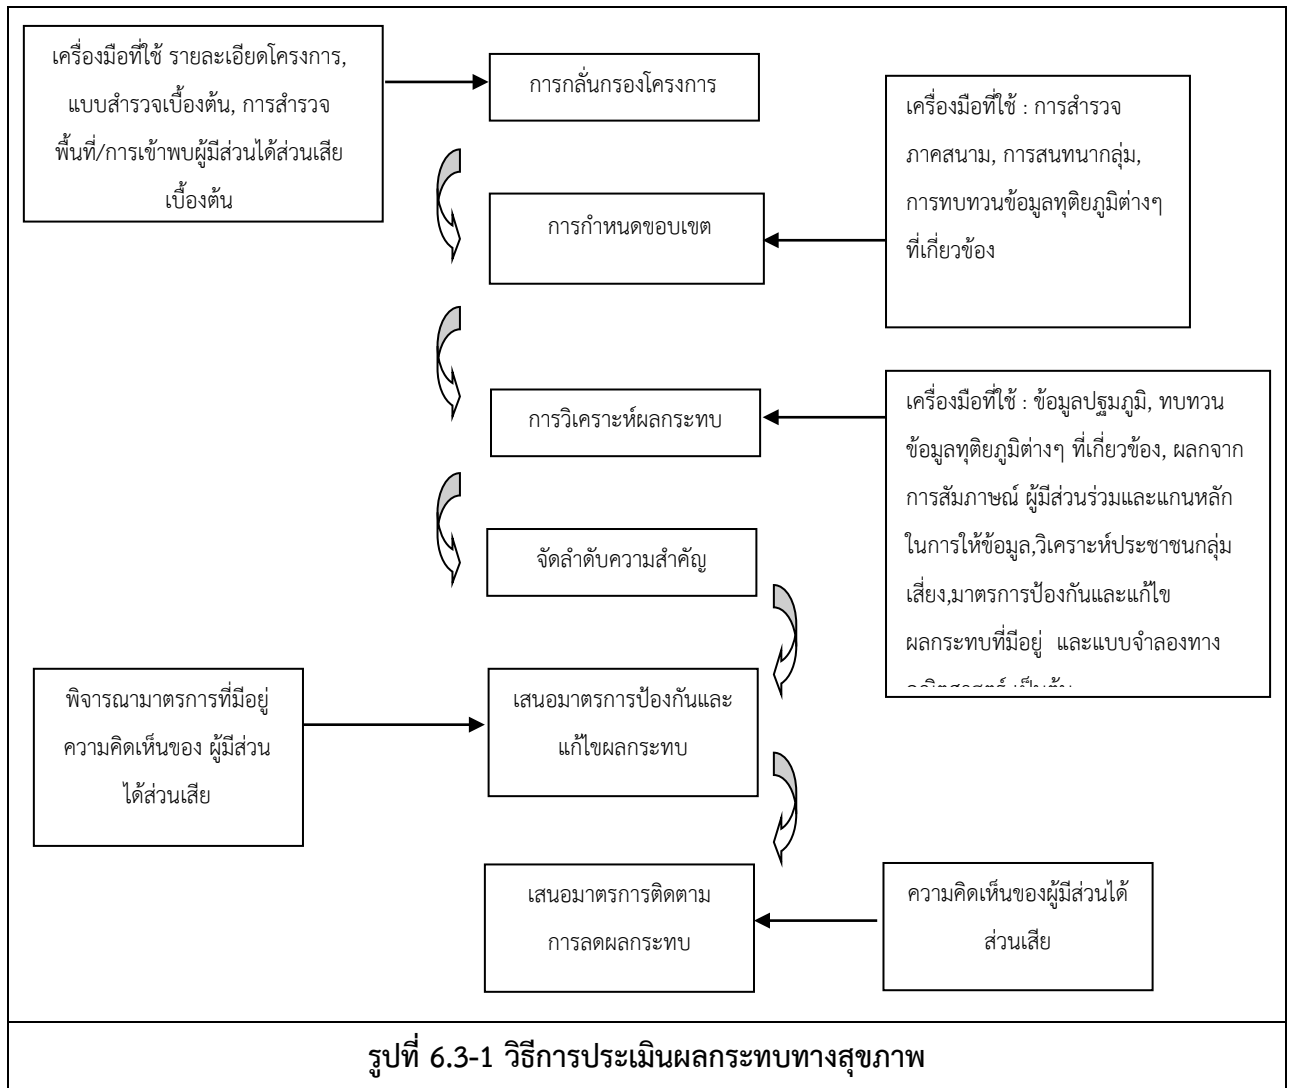 เครื่องมือที่ใช้ รายละเอียดโครงการ,
แบบสำรวจเบื้องต้น, การสำรวจ
พื้นที่/การเข้าพบผู้มีส่วนได้ส่วนเสีย
เบื้องต้น
การกลั่นกรองโครงการ
เครื่องมือที่ใช้ : การสำรวจ
ภาคสนาม, การสนทนากลุ่ม,
การทบทวนข้อมูลทุติยภูมิต่างๆ
ที่เกี่ยวข้อง
การกำหนดขอบเขต
การวิเคราะห์ผลกระทบ
เครื่องมือที่ใช้ : ข้อมูลปฐมภูมิ, ทบทวน
ข้อมูลทุติยภูมิต่างๆ ที่เกี่ยวข้อง, ผลกจาก
การสัมภาษณ์ ผู้มีส่วนร่วมและแกนหลัก
ในการให้ข้อมูล,วิเคราะห์ประชาชนกลุ่ม
เสี่ยง,มาตรการป้องกันและแก้ไข
ผลกระทบที่มีอยู่ และแบบจำลองทาง
จัดลำดับความสำคัญ
พิจารณามาตรการที่มีอยู่
ความคิดเห็นของ ผู้มีส่วน
ได้ส่วนเสีย
เสนอมาตรการป้องกันและ
แก้ไขผลกระทบ
เสนอมาตรการติดตาม
การลดผลกระทบ
ความคิดเห็นของผู้มีส่วนได้
ส่วนเสีย
รูปที่ 6.3-1 วิธีการประเมินผลกระทบทางสุขภาพ